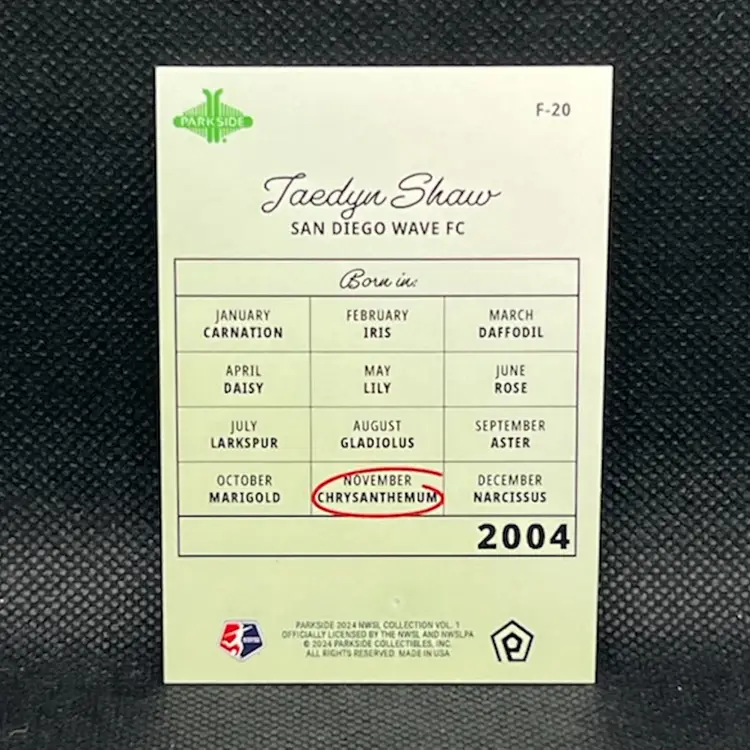 PARKSIDE
F-20
Jaedyn Shaw
SAN DIEGO WAVE FC
Born in:
JANUARY
CARNATION
FEBRUARY
IRIS
MARCH
DAFFODIL
APRIL
DAISY
MAY
LILY
JUNE
ROSE
JULY
LARKSPUR
AUGUST
GLADIOLUS
SEPTEMBER
ASTER
OCTOBER
MARIGOLD
NOVEMBER
CHRYSANTHEMUM
DECEMBER
NARCISSUS
2004
PARKSIDE 2024 NWSL COLLECTION VOL. 1
OFFICIALLY LICENSED BY THE NWSL AND NWSLPA
© 2024 PARKSIDE COLLECTIBLES, INC.
ALL RIGHTS RESERVED. MADE IN USA